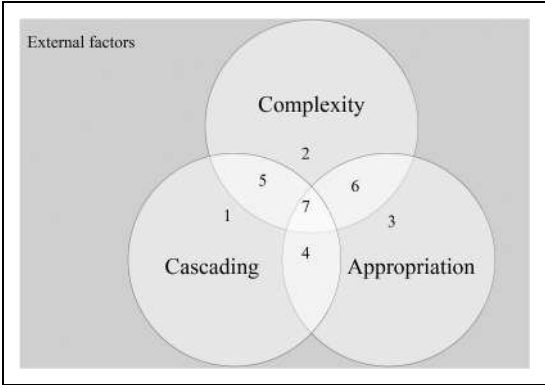 External factors
Complexity
2
5
6
7
1
3
4
Cascading
Appropriation